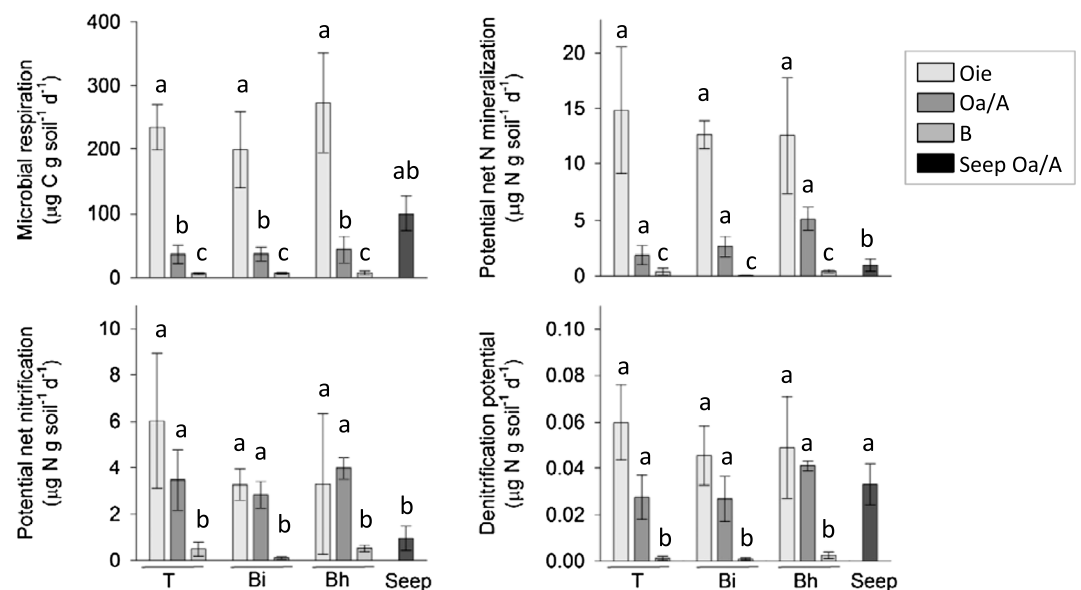 Microbial respiration
(µg C g soil⁻¹ d⁻¹)
400
300
200
100
0
a
b
c
a
b
c
a
b
c
ab
Potential net N mineralization
(µg N g soil⁻¹ d⁻¹)
20
15
10
5
0
a
a
c
a
a
c
a
a
c
b
Oie
Oa/A
B
Seep Oa/A
Potential net nitrification
(µg N g soil⁻¹ d⁻¹)
10
8
6
4
2
0
a
a
b
a
a
b
a
a
b
b
T Bi Bh Seep
Denitrification potential
(µg N g soil⁻¹ d⁻¹)
0.10
0.08
0.06
0.04
0.02
0.00
a
a
b
a
a
b
a
a
b
a
T Bi Bh Seep